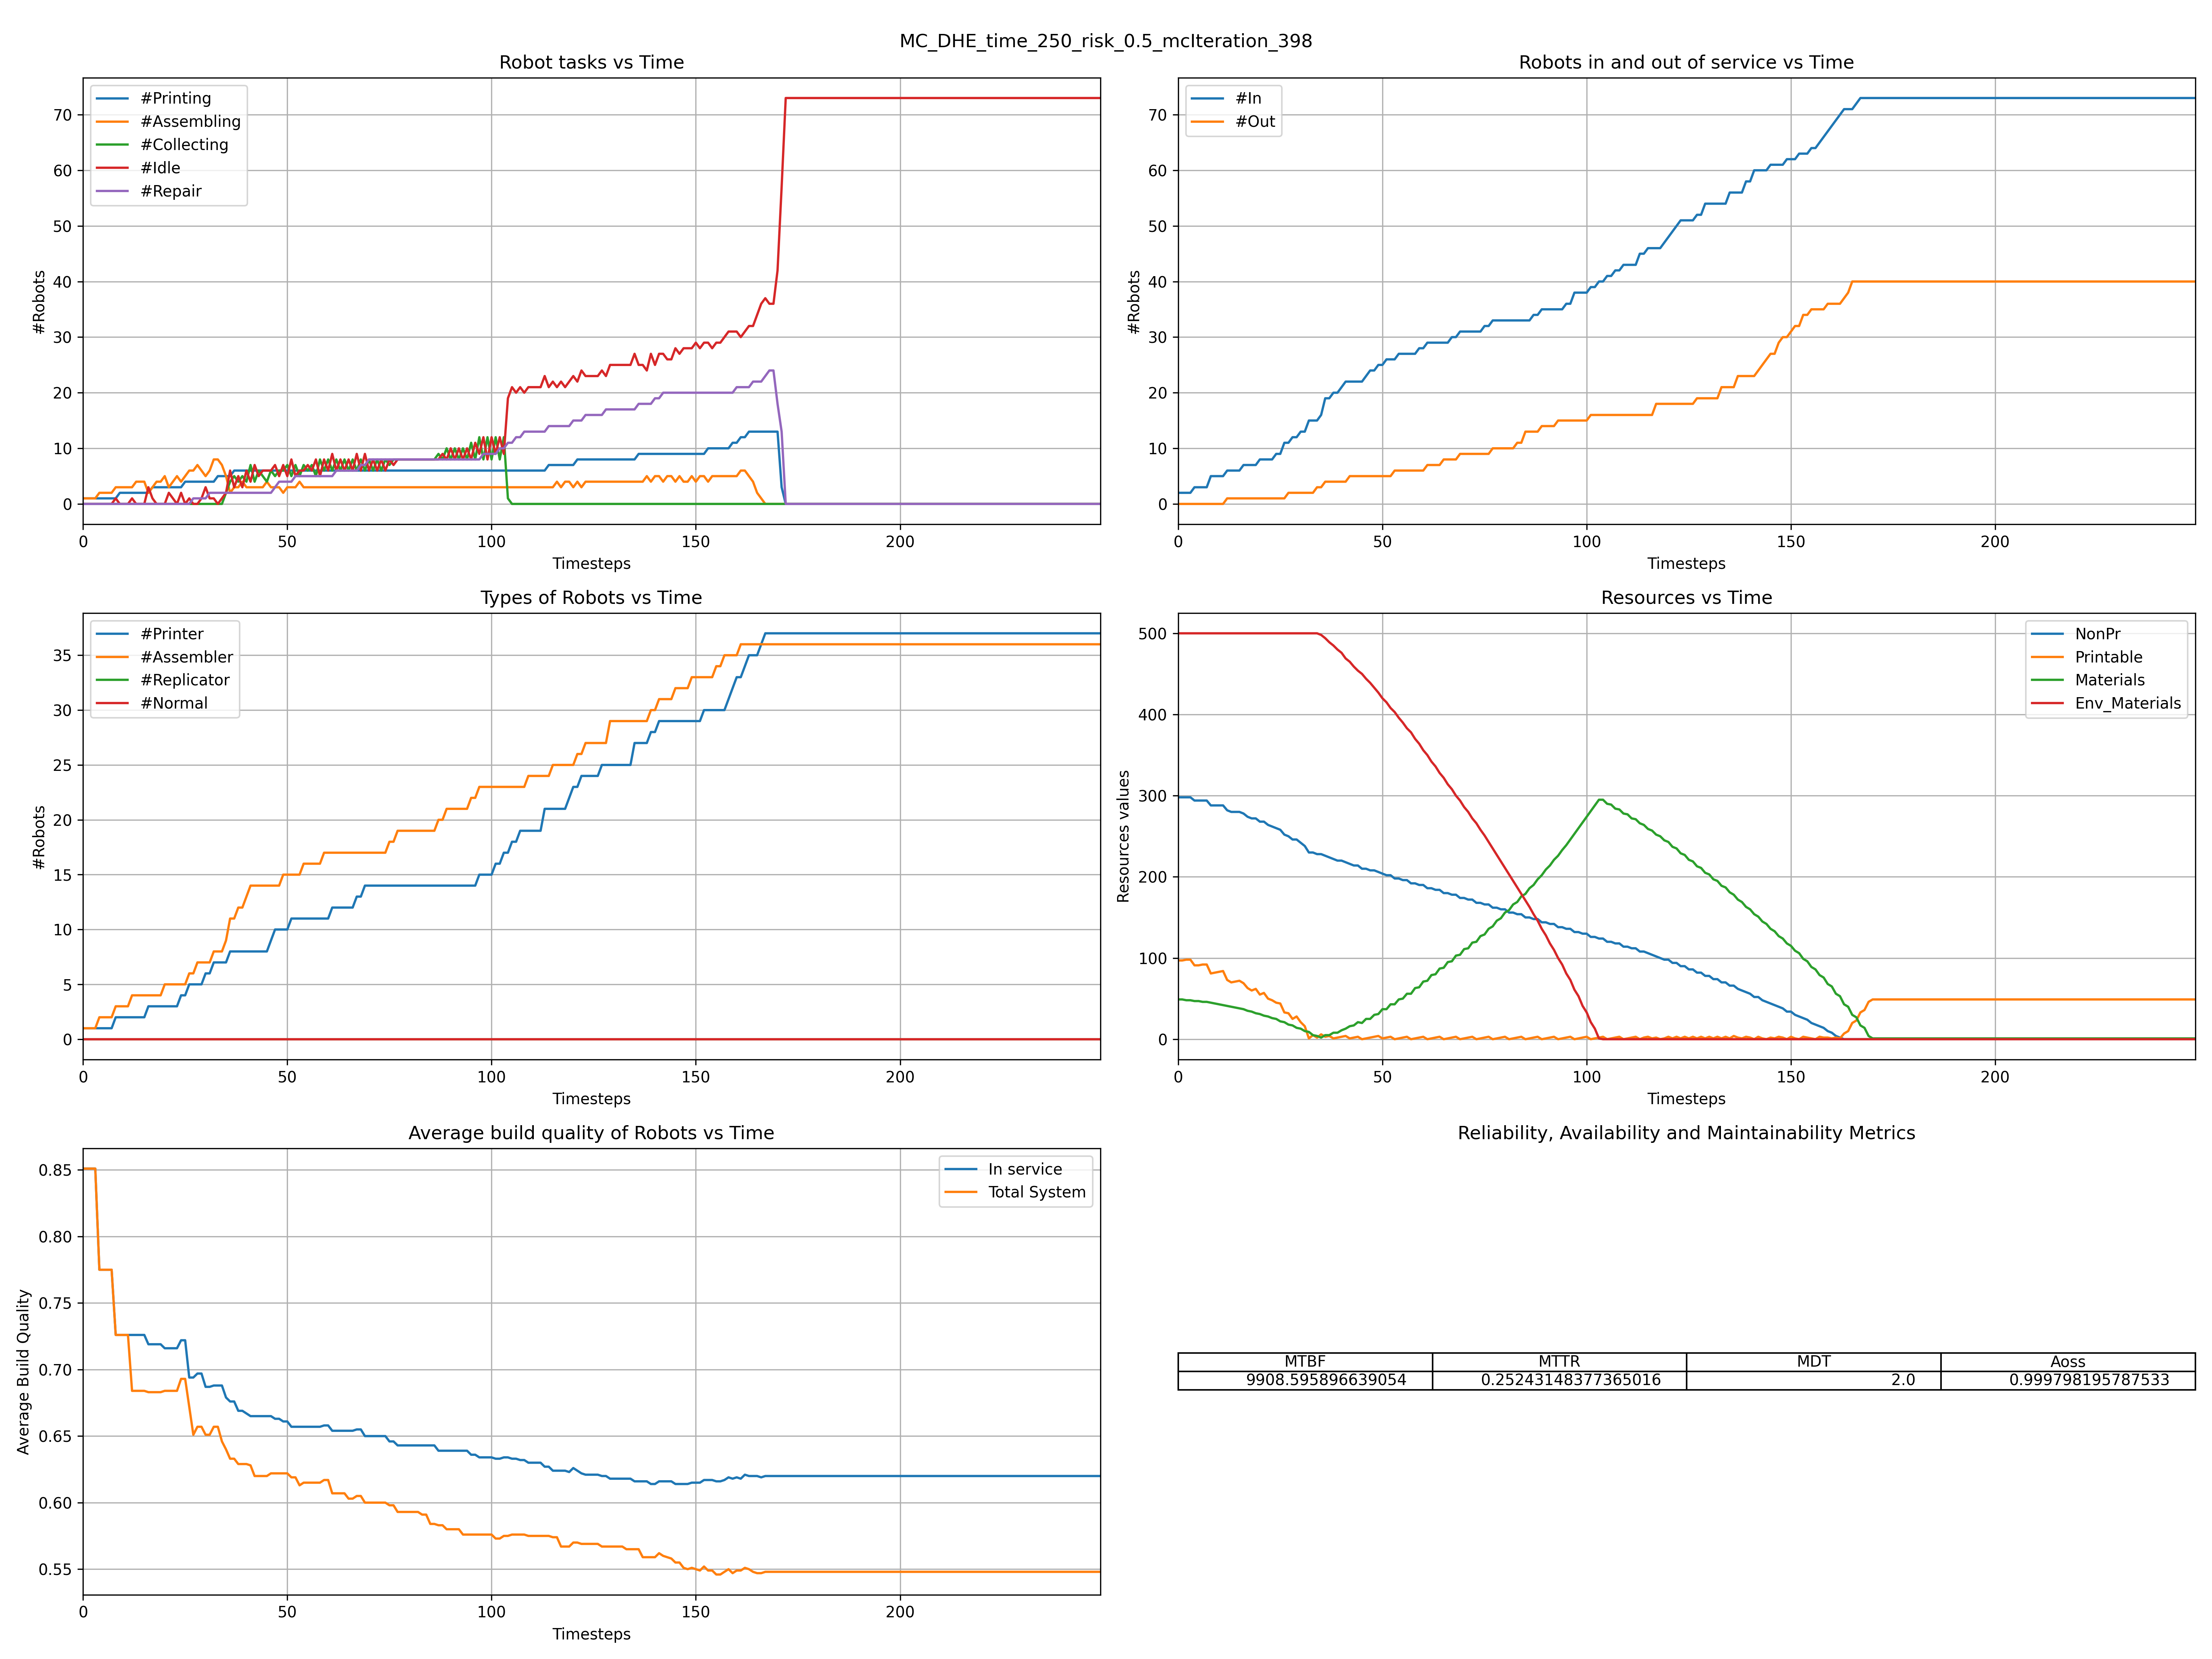 MC_DHE_time_250_risk_0.5_mcIteration_398
Robot tasks vs Time
#Printing
#Assembling
#Collecting
#Idle
#Repair
70
60
50
40
30
20
10
0
#Robots
0 50 100 150 200
Timesteps
Robots in and out of service vs Time
#In
#Out
70
60
50
40
30
20
10
0
#Robots
0 50 100 150 200
Timesteps
Types of Robots vs Time
#Printer
#Assembler
#Replicator
#Normal
35
30
25
20
15
10
5
0
#Robots
0 50 100 150 200
Timesteps
Resources vs Time
NonPr
Printable
Materials
Env_Materials
500
400
300
200
100
0
Resources values
0 50 100 150 200
Timesteps
Average build quality of Robots vs Time
In service
Total System
0.85
0.80
0.75
0.70
0.65
0.60
0.55
Average Build Quality
0 50 100 150 200
Timesteps
Reliability, Availability and Maintainability Metrics
MTBF MTTR MDT Aoss
9908.595896639054 0.25243148377365016 2.0 0.999798195787533